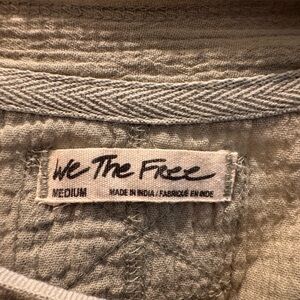 We The Free
MEDIUM MADE IN INDIA / FABRIQUÉ EN INDE